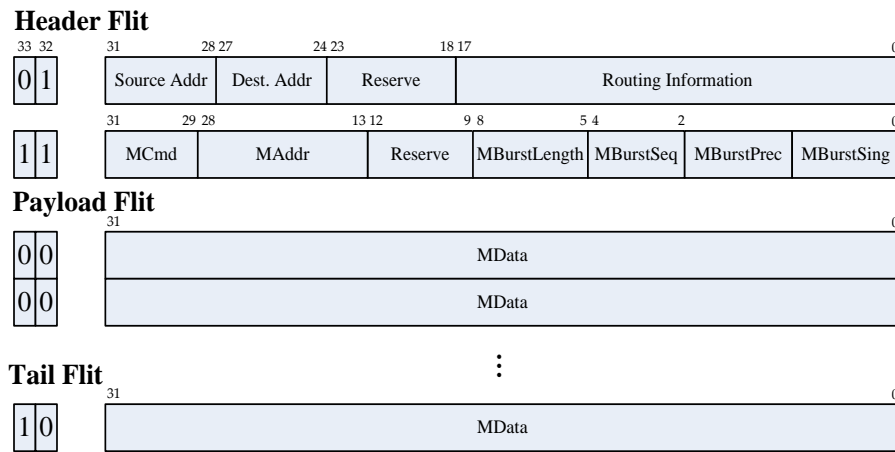 Header Flit
33 32 31 28 27 24 23 18 17 0
0 1 Source Addr Dest. Addr Reserve Routing Information
31 29 28 13 12 9 8 5 4 2 0
1 1 MCmd MAddr Reserve MBurstLength MBurstSeq MBurstPrec MBurstSing
Payload Flit
31 0
0 0 MData
0 0 MData
⋮
Tail Flit
31 0
1 0 MData